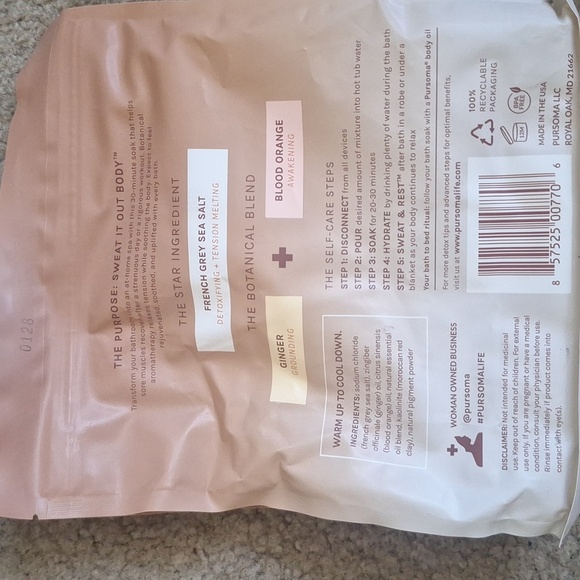 0128
THE PURPOSE: SWEAT IT OUT BODY™
Transform your bathroom into an at-home spa with this 30-minute soak that helps
sore muscles recover after a strenuous day or a rigorous workout. Botanical
aromatherapy relaxes tension while soothing the body. Expect to feel
rejuvenated, soothed, and uplifted with every bath.
THE STAR INGREDIENT
FRENCH GREY SEA SALT
DETOXIFYING + TENSION MELTING
THE BOTANICAL BLEND
GINGER
GROUNDING
+
BLOOD ORANGE
AWAKENING
WARM UP TO COOL DOWN.
INGREDIENTS: sodium chloride
(french grey sea salt), zingiber
officinale (ginger) oil, citrus sinensis
(blood orange) oil, natural essential
oil blend, kaolinite (moroccan red
clay), natural pigment powder
THE SELF-CARE STEPS
STEP 1: DISCONNECT from all devices
STEP 2: POUR desired amount of mixture into hot tub water
STEP 3: SOAK for 20-30 minutes
STEP 4: HYDRATE by drinking plenty of water during the bath
STEP 5: SWEAT & REST™ after bath in a robe or under a
blanket as your body continues to relax
Your bath to bed ritual: follow your bath soak with a Pursoma® body oil
For more detox tips and advanced steps for optimal benefits,
visit us at www.pursomalife.com.
WOMAN OWNED BUSINESS
@pursoma
#PURSOMALIFE
DISCLAIMER: Not intended for medicinal
use. Keep out of reach of children. For external
use only. If you are pregnant or have a medical
condition, consult your physician before use.
Rinse immediately if product comes into
contact with eye(s).
8 57525 00770 6
100%
RECYCLABLE
PACKAGING
12M
BPA
FREE
MADE IN THE USA
PURSOMA LLC
ROYAL OAK, MD 21662